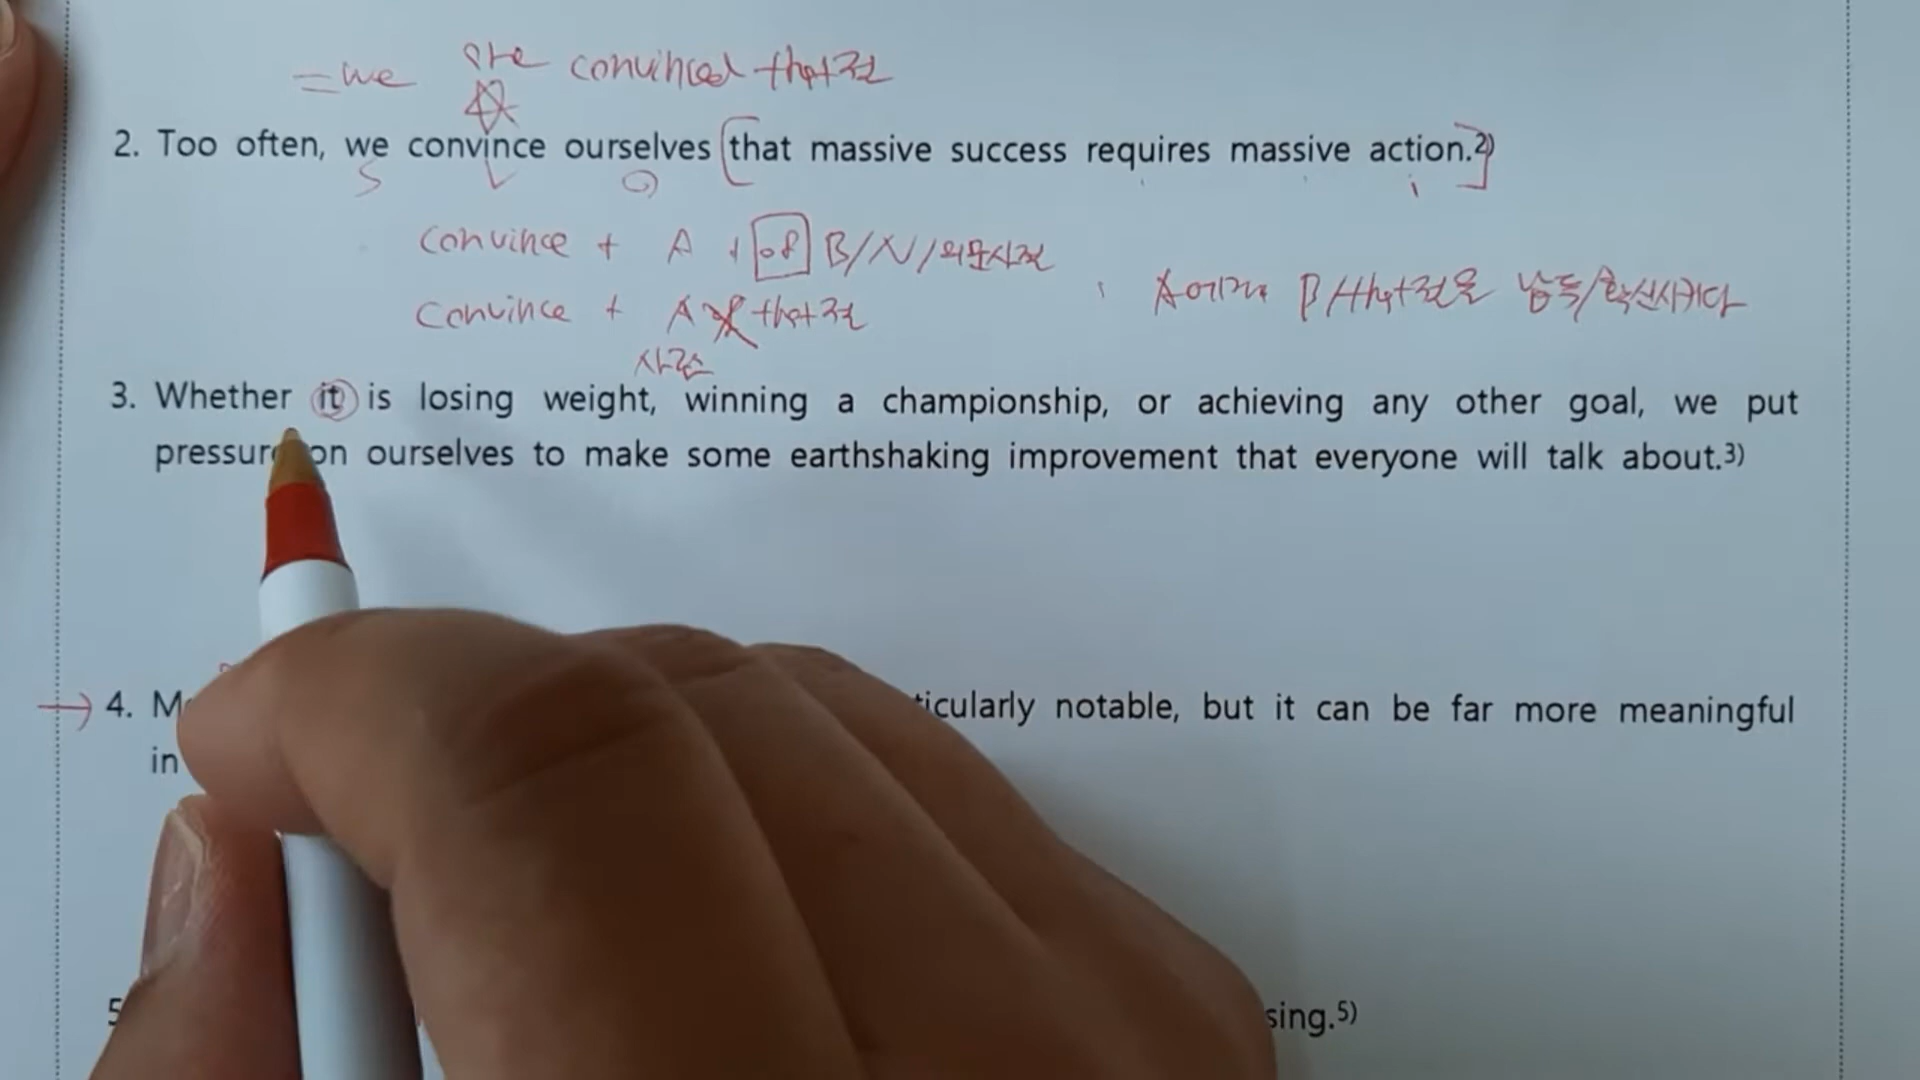 =we are convinced that절
2. Too often, we convince ourselves [that massive success requires massive action.2)]
S V O
convince + A + of B/N/의문사절
convince + A that절
A에게 B/that절을 납득/확신시키다
사람
3. Whether it is losing weight, winning a championship, or achieving any other goal, we put
pressure on ourselves to make some earthshaking improvement that everyone will talk about.3)
→ 4. ticularly notable, but it can be far more meaningful
in
5 sing.5)